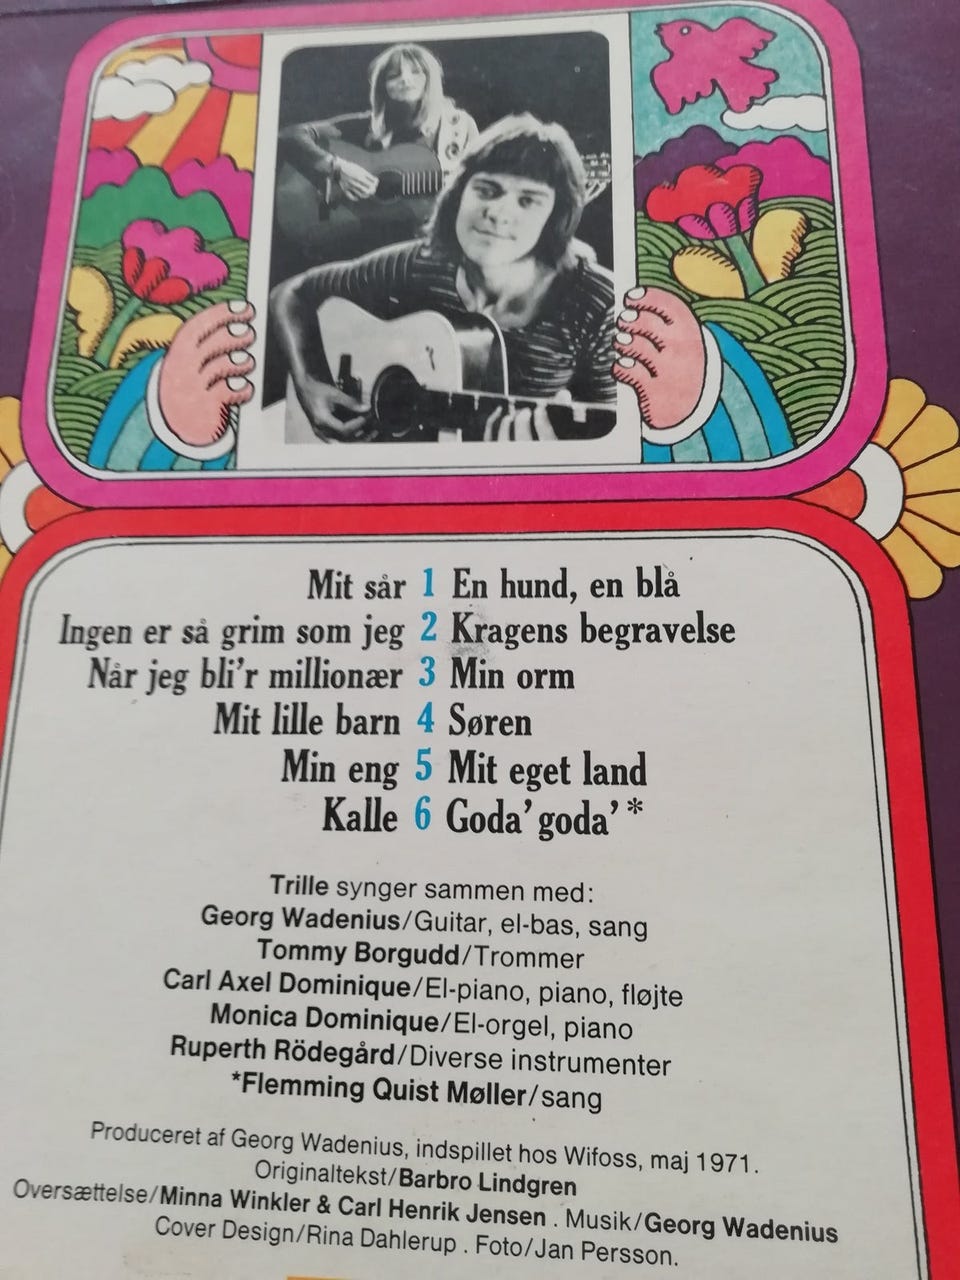 Mit sår 1 En hund, en blå
Ingen er så grim som jeg 2 Kragens begravelse
Når jeg bli'r millionær 3 Min orm
Mit lille barn 4 Søren
Min eng 5 Mit eget land
Kalle 6 Goda' goda' *
Trille synger sammen med:
Georg Wadenius/Guitar, el-bas, sang
Tommy Borgudd/Trommer
Carl Axel Dominique/El-piano, piano, fløjte
Monica Dominique/El-orgel, piano
Ruperth Rödegård/Diverse instrumenter
*Flemming Quist Møller/sang
Produceret af Georg Wadenius, indspillet hos Wifoss, maj 1971.
Originaltekst/Barbro Lindgren
Oversættelse/Minna Winkler & Carl Henrik Jensen . Musik/Georg Wadenius
Cover Design/Rina Dahlerup . Foto/Jan Persson.